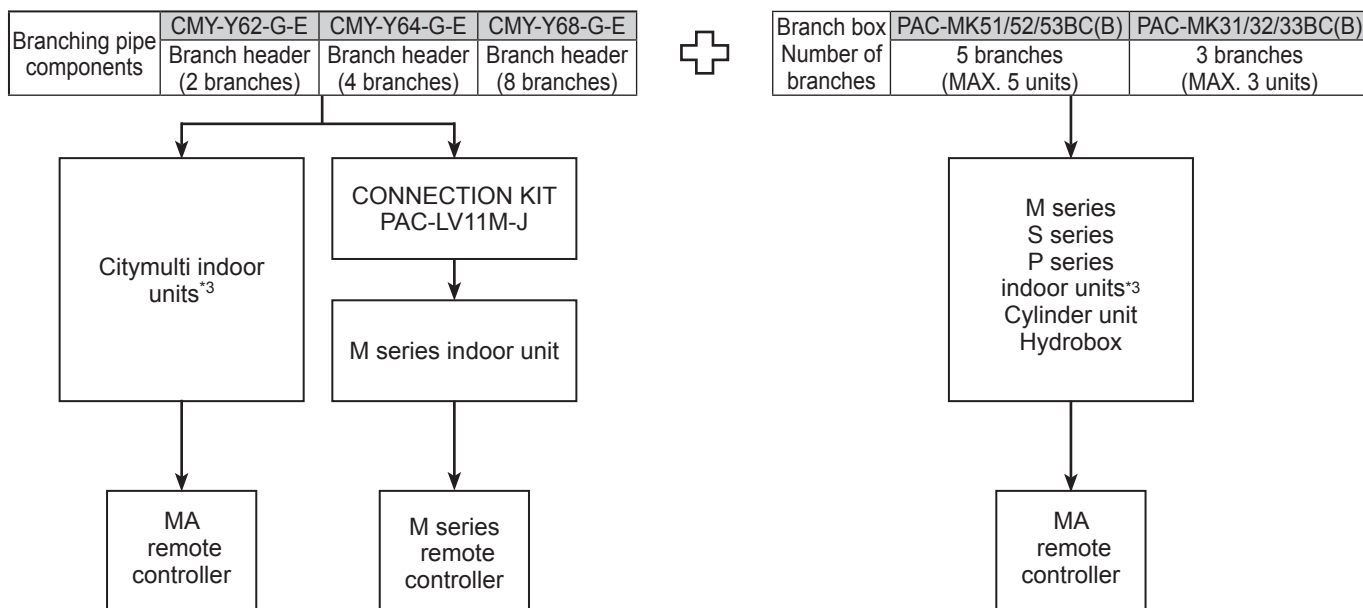 Branching pipe
components
CMY-Y62-G-E
Branch header
(2 branches)
CMY-Y64-G-E
Branch header
(4 branches)
CMY-Y68-G-E
Branch header
(8 branches)
Branch box
Number of
branches
PAC-MK51/52/53BC(B)
5 branches
(MAX. 5 units)
PAC-MK31/32/33BC(B)
3 branches
(MAX. 3 units)
Citymulti indoor
units*3
CONNECTION KIT
PAC-LV11M-J
M series indoor unit
M series
S series
P series
indoor units*3
Cylinder unit
Hydrobox
MA
remote
controller
M series
remote
controller
MA
remote
controller